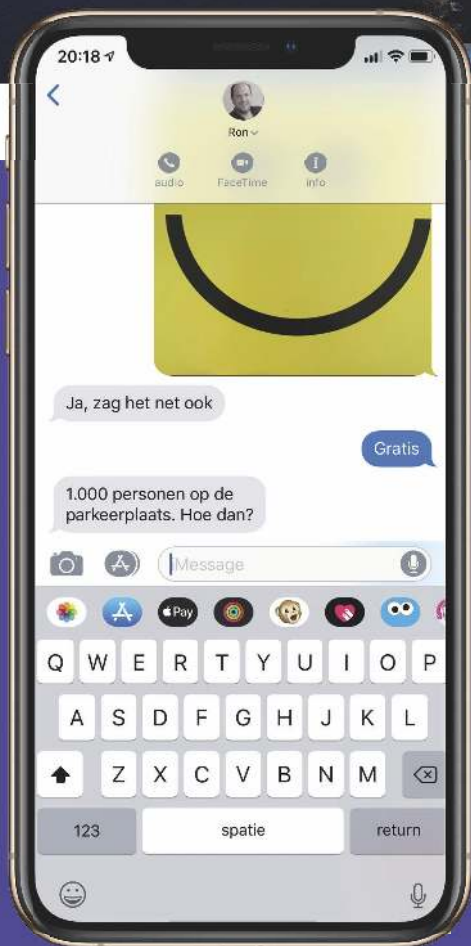 20:18
Ron
audio FaceTime info
Ja, zag het net ook
Gratis
1.000 personen op de
parkeerplaats. Hoe dan?
Message
Pay
Q W E R T Y U I O P
A S D F G H J K L
Z X C V B N M
123 spatie return